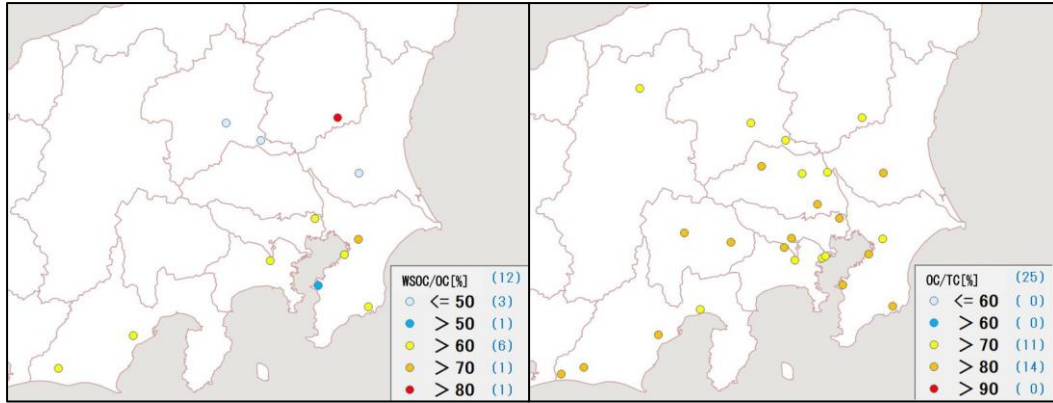 WSOC/OC[%] (12)
<= 50 (3)
> 50 (1)
> 60 (6)
> 70 (1)
> 80 (1)
OC/TC[%] (25)
<= 60 ( 0)
> 60 ( 0)
> 70 (11)
> 80 (14)
> 90 ( 0)